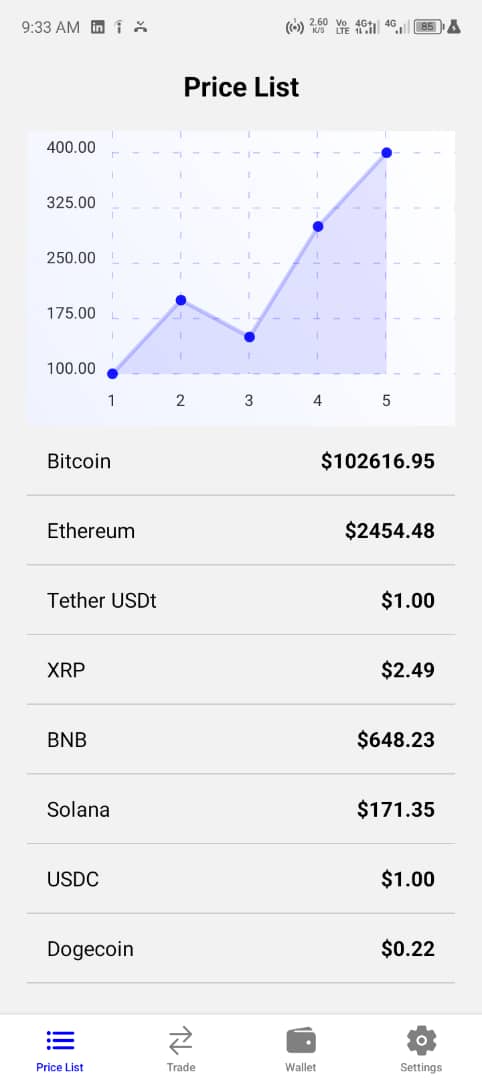 9:33 AM in 2.60 K/S Vo LTE 4G+ 4G 85
Price List
400.00
325.00
250.00
175.00
100.00
1 2 3 4 5
Bitcoin $102616.95
Ethereum $2454.48
Tether USDt $1.00
XRP $2.49
BNB $648.23
Solana $171.35
USDC $1.00
Dogecoin $0.22
Price List Trade Wallet Settings